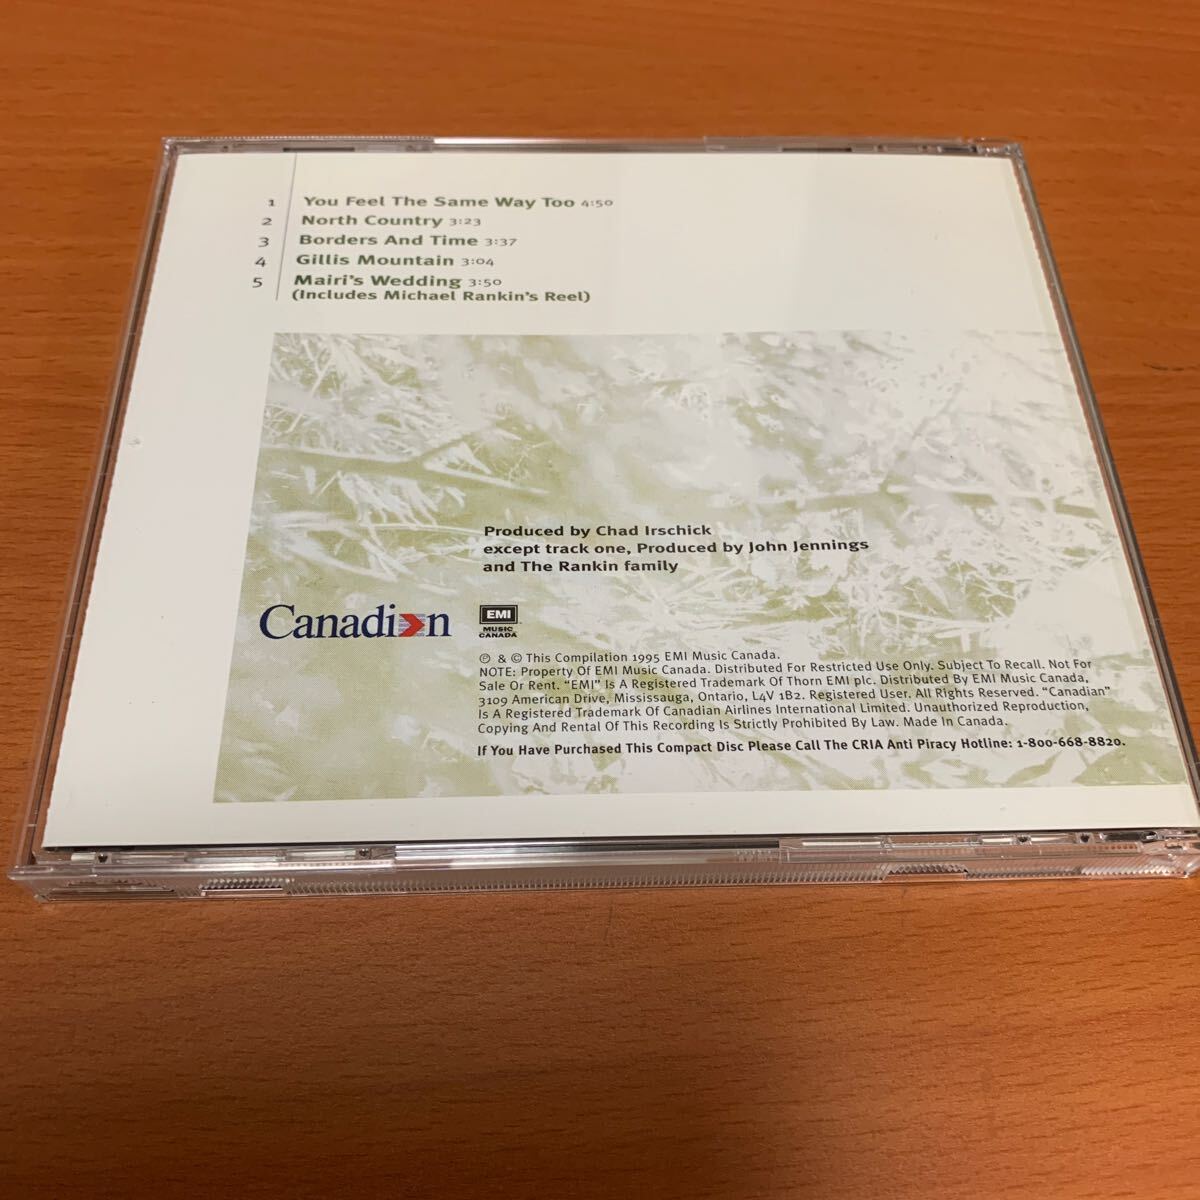 1 You Feel The Same Way Too 4:50
2 North Country 3:23
3 Borders And Time 3:37
4 Gillis Mountain 3:04
5 Mairi's Wedding 3:50
(Includes Michael Rankin's Reel)
Produced by Chad Irschick
except track one, Produced by John Jennings
and The Rankin family
Canadi>n
EMI
MUSIC
CANADA
℗ & © This Compilation 1995 EMI Music Canada.
NOTE: Property Of EMI Music Canada. Distributed For Restricted Use Only. Subject To Recall. Not For
Sale Or Rent. "EMI" Is A Registered Trademark Of Thorn EMI plc. Distributed By EMI Music Canada,
3109 American Drive, Mississauga, Ontario, L4V 1B2. Registered User. All Rights Reserved. "Canadian"
Is A Registered Trademark Of Canadian Airlines International Limited. Unauthorized Reproduction,
Copying And Rental Of This Recording Is Strictly Prohibited By Law. Made In Canada.
If You Have Purchased This Compact Disc Please Call The CRIA Anti Piracy Hotline: 1-800-668-8820.